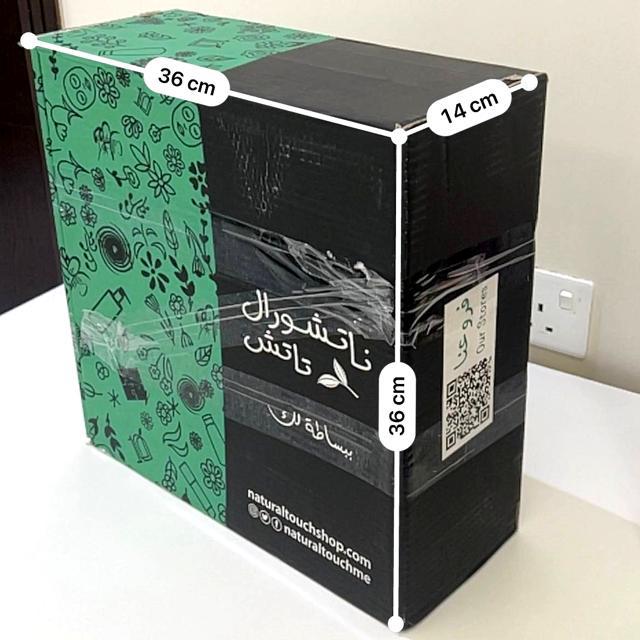 36 cm
14 cm
36 cm
ناتشورال
تاتش
ببساطة لك
naturaltouchshop.com
naturaltouchme
فروعنا
Our Stores